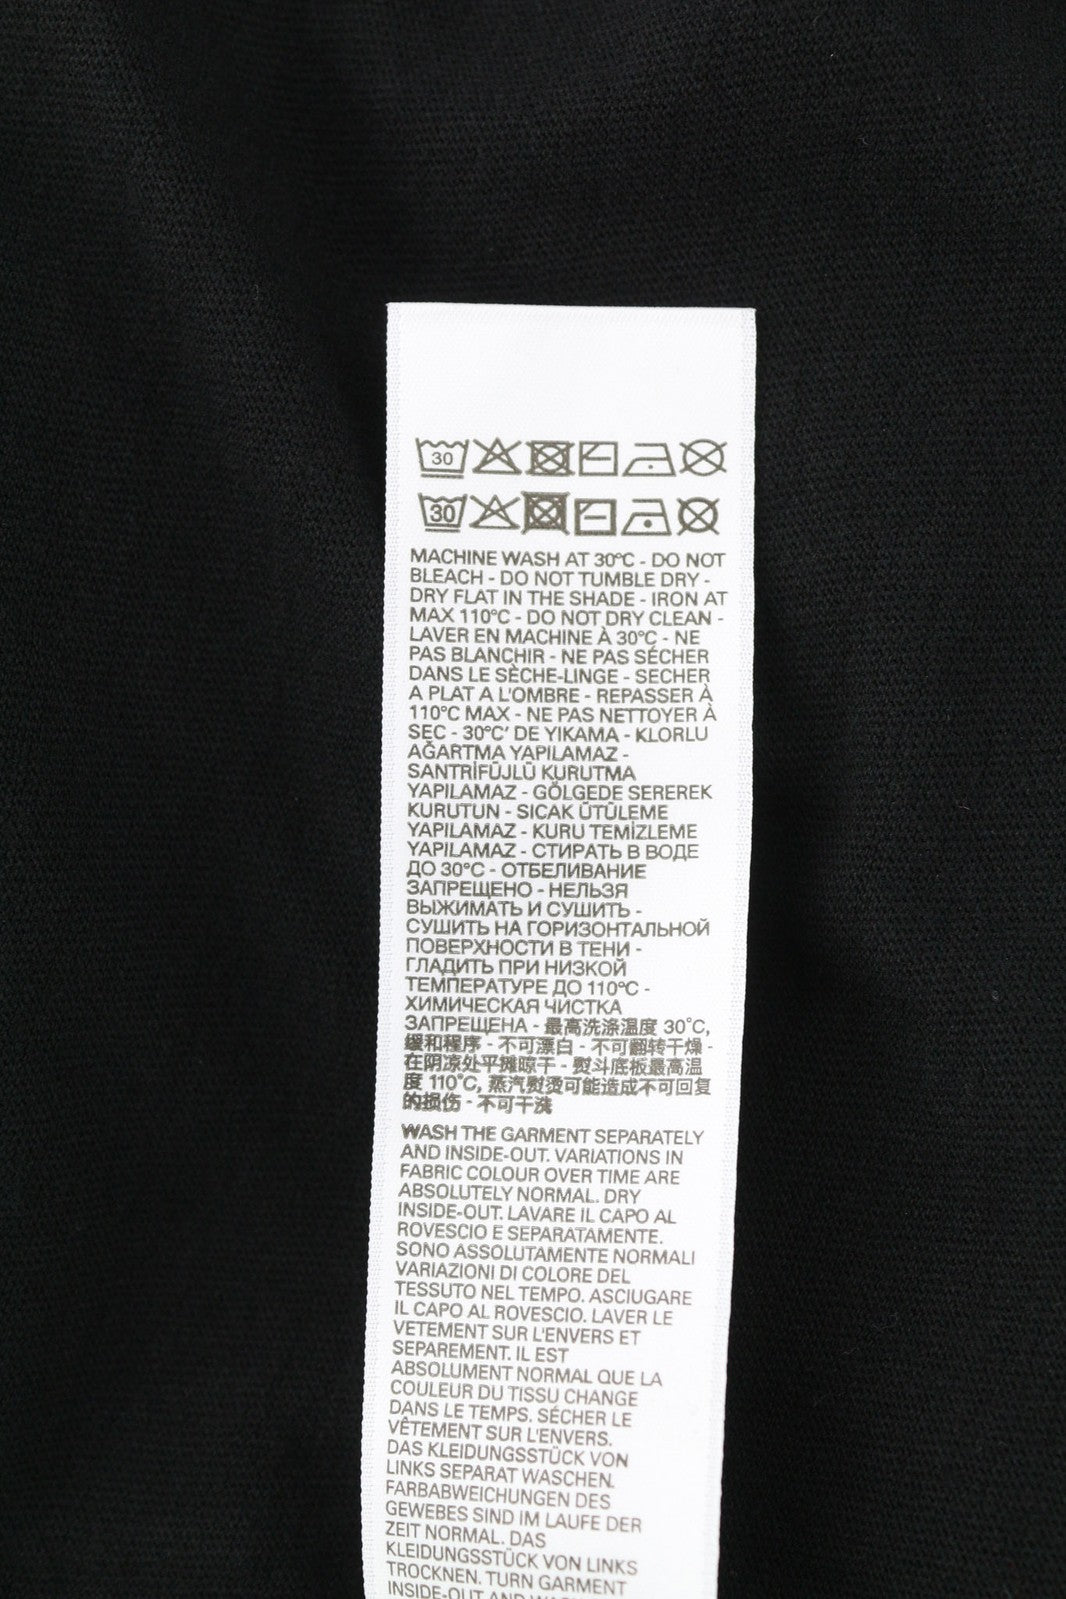 30
30
MACHINE WASH AT 30°C - DO NOT
BLEACH - DO NOT TUMBLE DRY -
DRY FLAT IN THE SHADE - IRON AT
MAX 110°C - DO NOT DRY CLEAN -
LAVER EN MACHINE À 30°C - NE
PAS BLANCHIR - NE PAS SÉCHER
DANS LE SÈCHE-LINGE - SECHER
A PLAT A L'OMBRE - REPASSER À
110°C MAX - NE PAS NETTOYER À
SEC - 30°C' DE YIKAMA - KLORLU
AĞARTMA YAPILAMAZ -
SANTRİFÜJLÜ KURUTMA
YAPILAMAZ - GÖLGEDE SEREREK
KURUTUN - SICAK ÜTÜLEME
YAPILAMAZ - KURU TEMİZLEME
YAPILAMAZ - СТИРАТЬ В ВОДЕ
ДО 30°C - ОТБЕЛИВАНИЕ
ЗАПРЕЩЕНО - НЕЛЬЗЯ
ВЫЖИМАТЬ И СУШИТЬ -
СУШИТЬ НА ГОРИЗОНТАЛЬНОЙ
ПОВЕРХНОСТИ В ТЕНИ -
ГЛАДИТЬ ПРИ НИЗКОЙ
ТЕМПЕРАТУРЕ ДО 110°C -
ХИМИЧЕСКАЯ ЧИСТКА
ЗАПРЕЩЕНА - 最高洗涤温度 30°C,
缓和程序 - 不可漂白 - 不可翻转干燥 -
在阴凉处平摊晾干 - 熨斗底板最高温
度 110°C, 蒸汽熨烫可能造成不可回复
的损伤 - 不可干洗
WASH THE GARMENT SEPARATELY
AND INSIDE-OUT. VARIATIONS IN
FABRIC COLOUR OVER TIME ARE
ABSOLUTELY NORMAL. DRY
INSIDE-OUT. LAVARE IL CAPO AL
ROVESCIO E SEPARATAMENTE.
SONO ASSOLUTAMENTE NORMALI
VARIAZIONI DI COLORE DEL
TESSUTO NEL TEMPO. ASCIUGARE
IL CAPO AL ROVESCIO. LAVER LE
VETEMENT SUR L'ENVERS ET
SEPAREMENT. IL EST
ABSOLUMENT NORMAL QUE LA
COULEUR DU TISSU CHANGE
DANS LE TEMPS. SÉCHER LE
VÊTEMENT SUR L'ENVERS.
DAS KLEIDUNGSSTÜCK VON
LINKS SEPARAT WASCHEN.
FARBABWEICHUNGEN DES
GEWEBES SIND IM LAUFE DER
ZEIT NORMAL. DAS
KLEIDUNGSSTÜCK VON LINKS
TROCKNEN. TURN GARMENT
INSIDE-OUT AND WASH